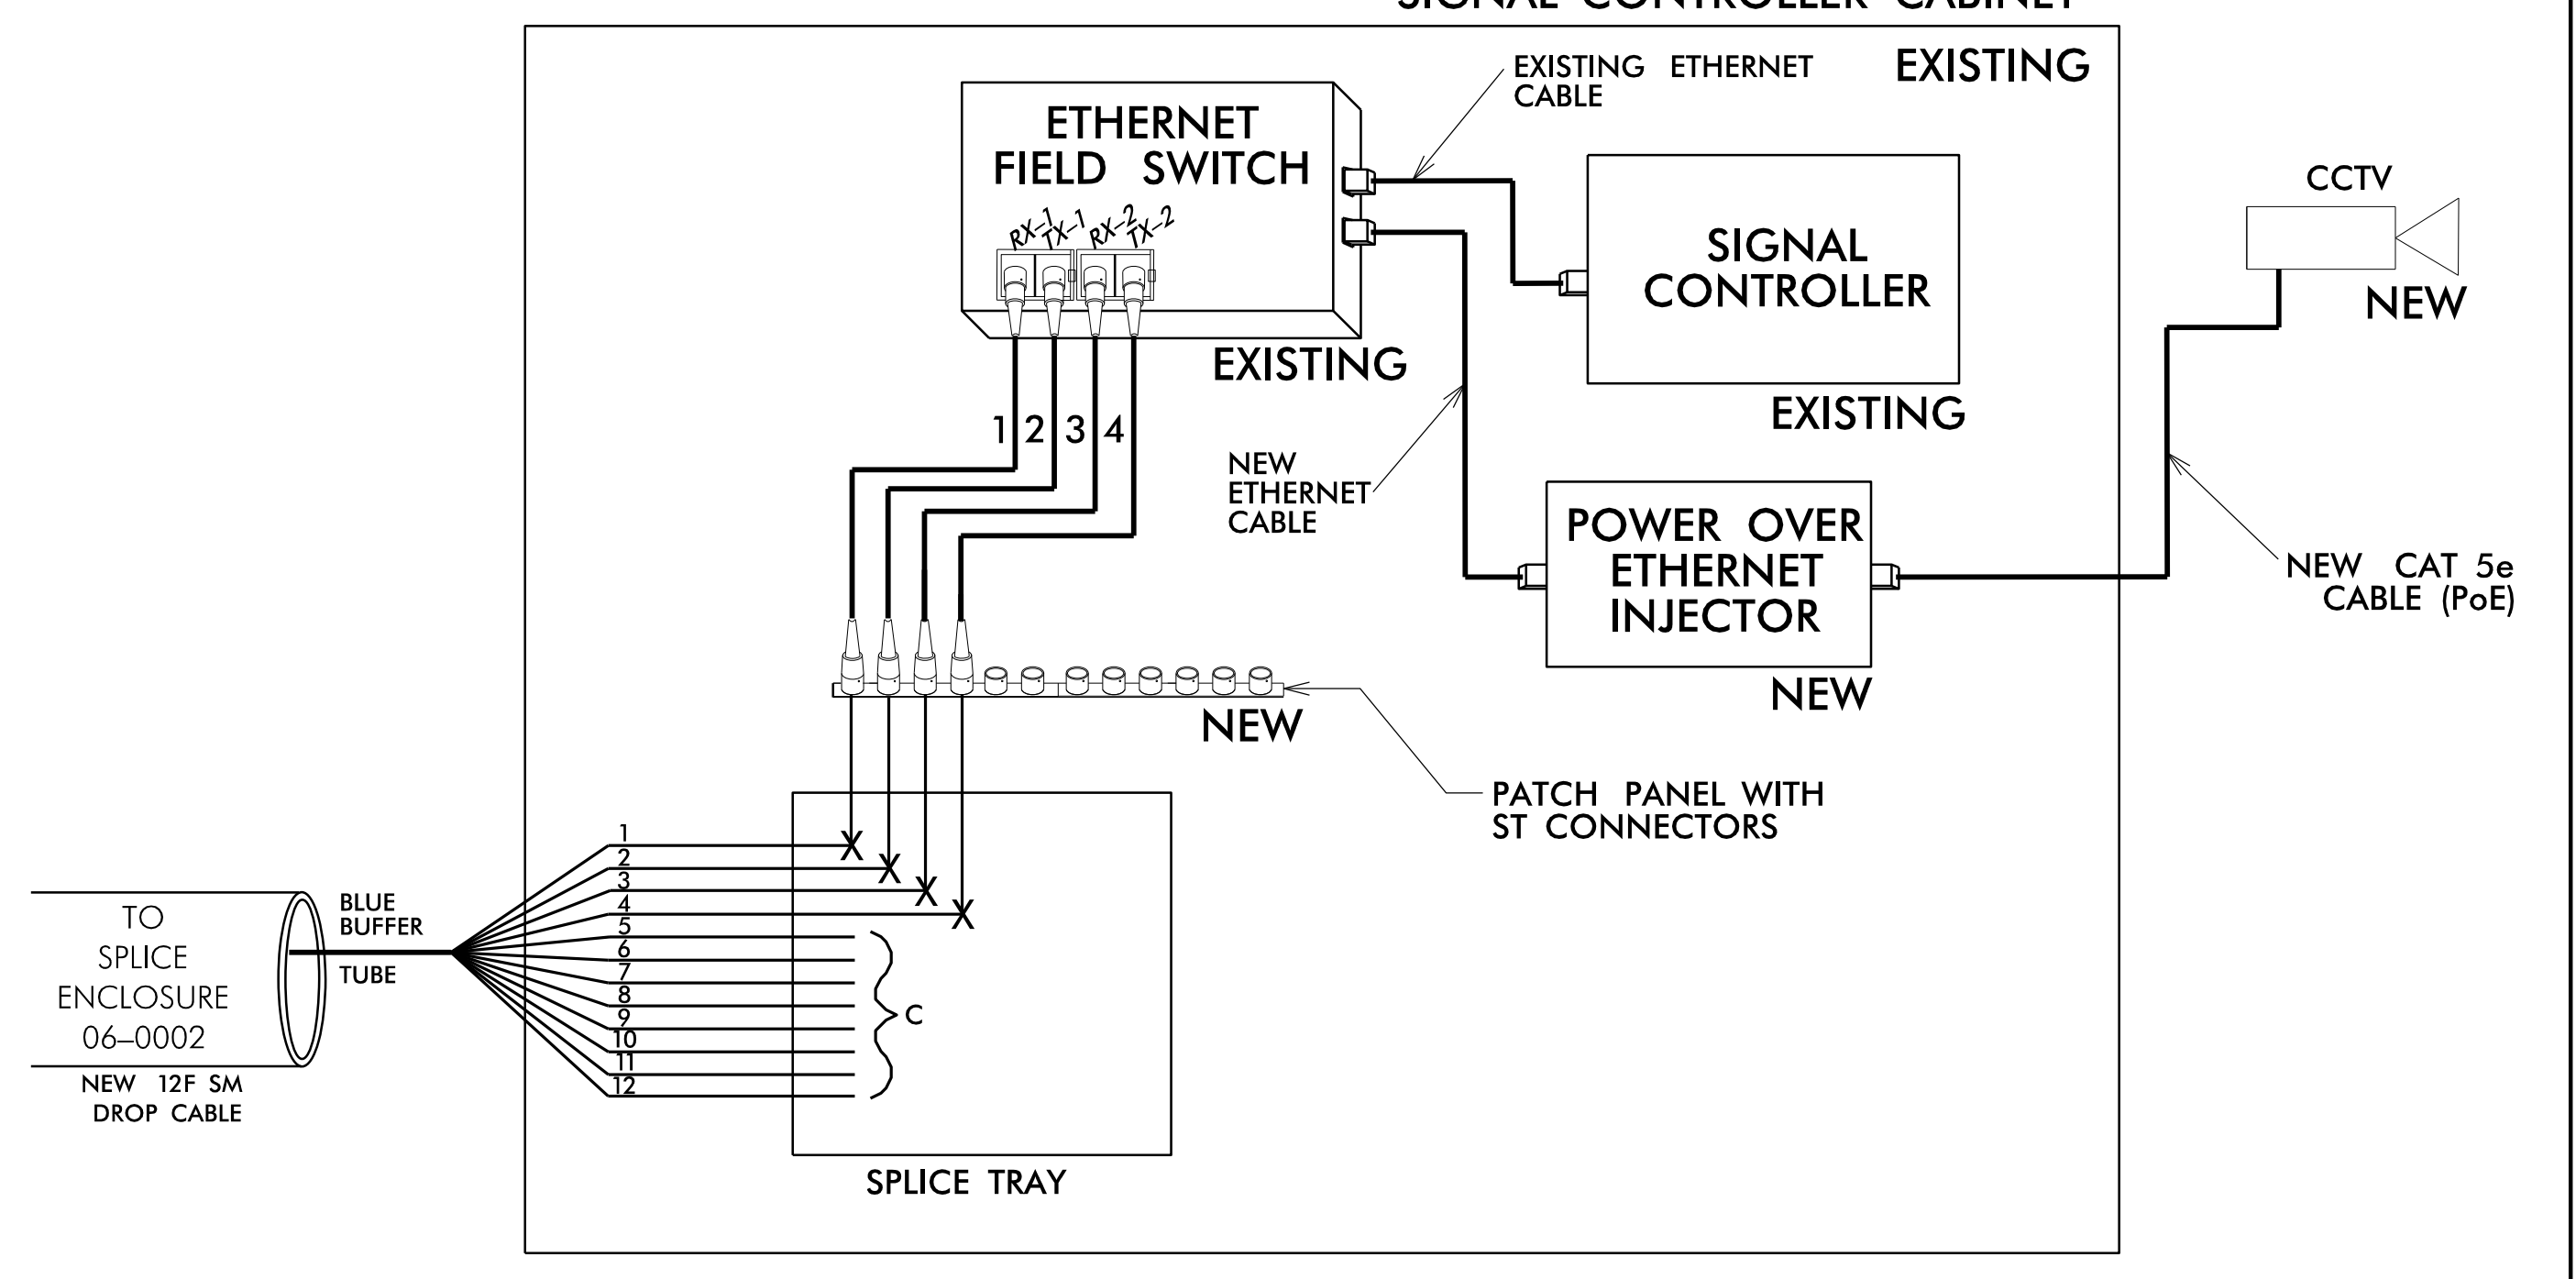 SIGNAL CONTROLLER CABINET
EXISTING
EXISTING ETHERNET
CABLE
ETHERNET
FIELD SWITCH
RX-1
TX-1
RX-2
TX-2
EXISTING
SIGNAL
CONTROLLER
EXISTING
CCTV
NEW
1 2 3 4
NEW
ETHERNET
CABLE
POWER OVER
ETHERNET
INJECTOR
NEW
NEW CAT 5e
CABLE (PoE)
NEW
PATCH PANEL WITH
ST CONNECTORS
1
2
3
4
5
6
7
8
9
10
11
12
C
SPLICE TRAY
BLUE
BUFFER
TUBE
TO
SPLICE
ENCLOSURE
06-0002
NEW 12F SM
DROP CABLE
X
X
X
X